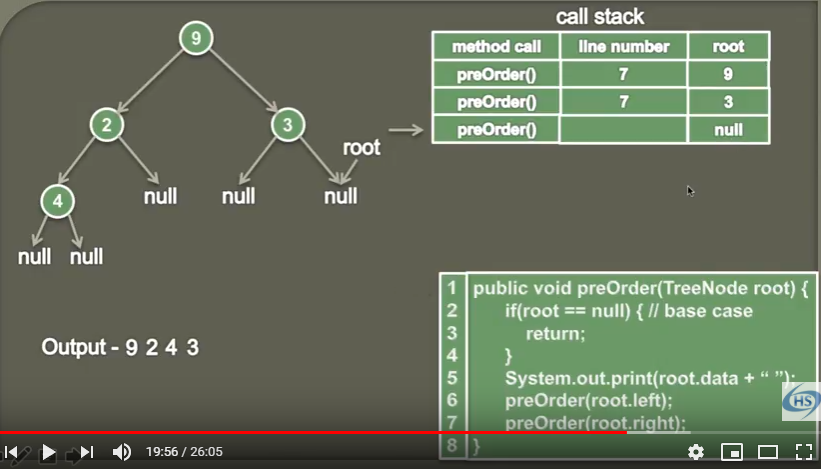 call stack
method call line number root
preOrder() 7 9
preOrder() 7 3
preOrder() null
9
2 3
root
4 null null null
null null
Output - 9 2 4 3
1 public void preOrder(TreeNode root) {
2 if(root == null) { // base case
3 return;
4 }
5 System.out.print(root.data + “ ”);
6 preOrder(root.left);
7 preOrder(root.right);
8 }
HS
19:56 / 26:05